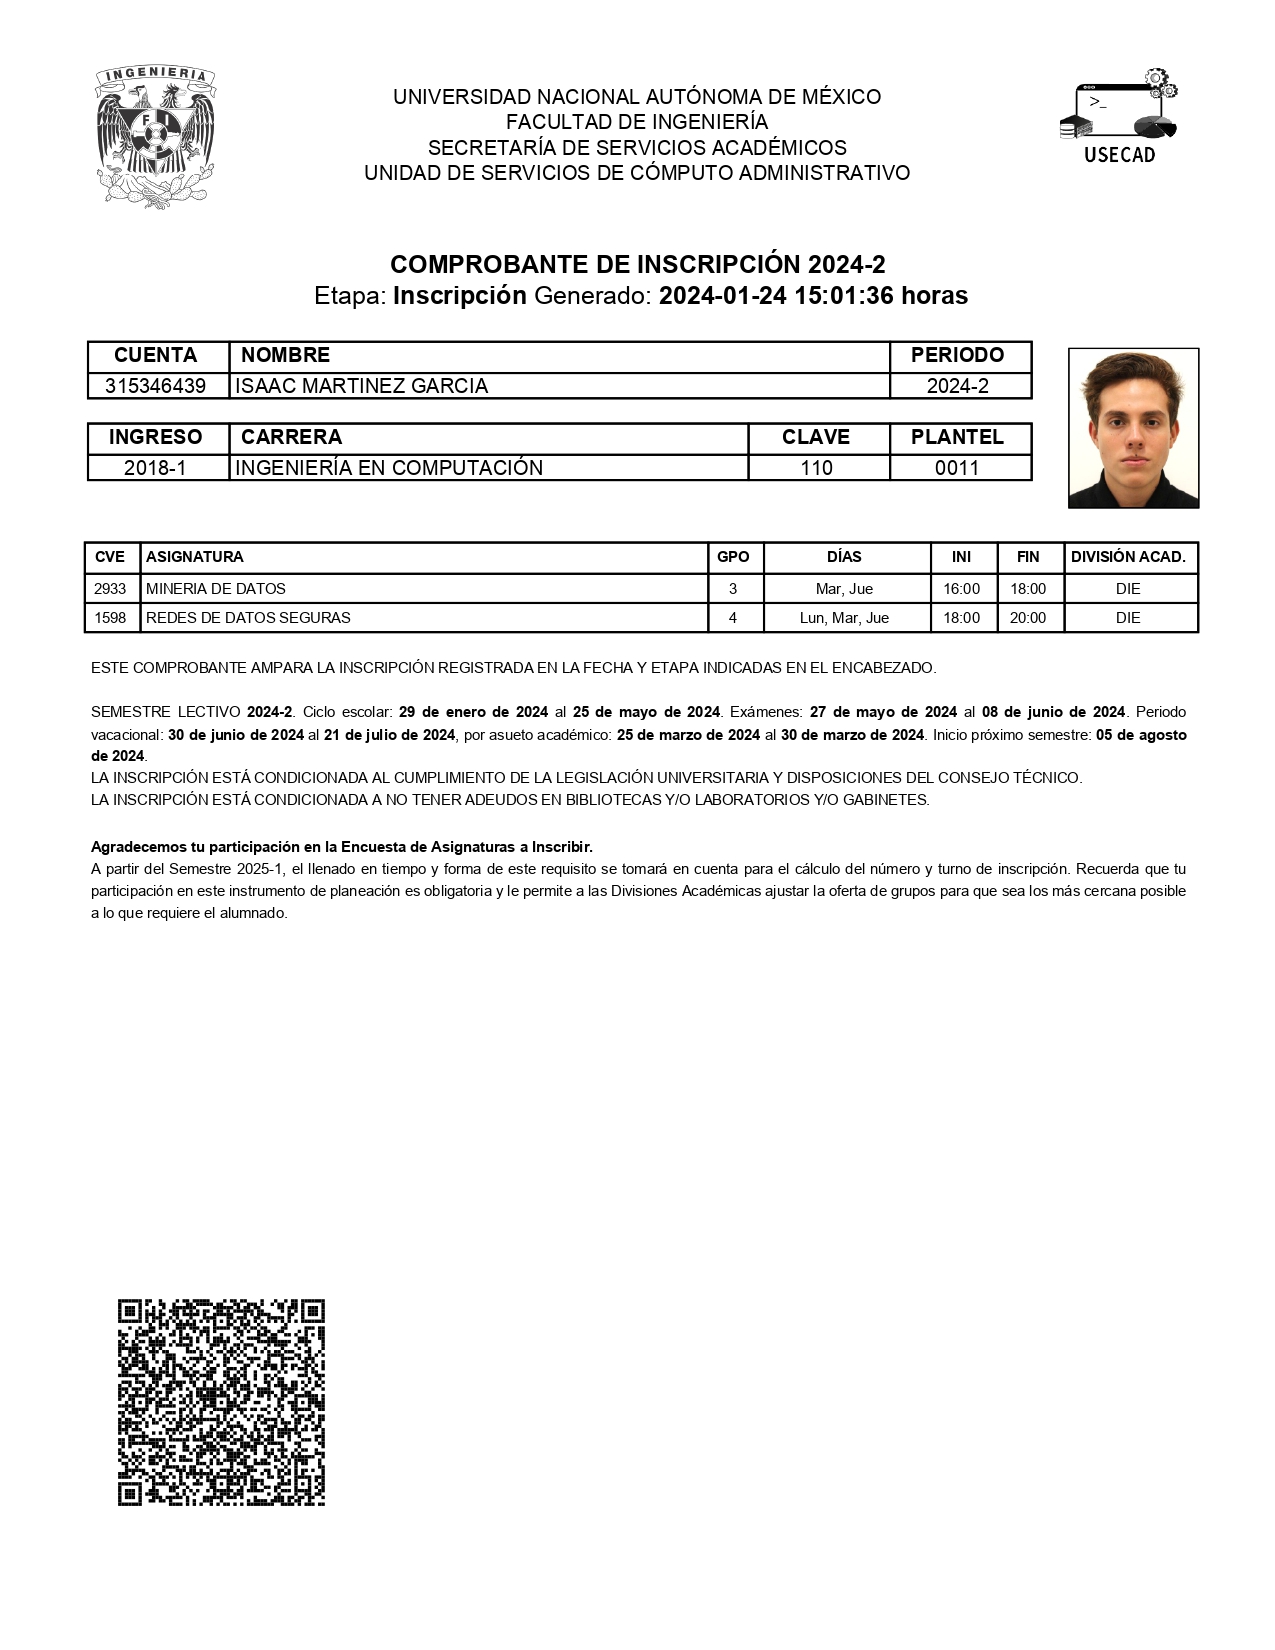 INGENIERIA
F I
UNIVERSIDAD NACIONAL AUTÓNOMA DE MÉXICO
FACULTAD DE INGENIERÍA
SECRETARÍA DE SERVICIOS ACADÉMICOS
UNIDAD DE SERVICIOS DE CÓMPUTO ADMINISTRATIVO
>_
USECAD
COMPROBANTE DE INSCRIPCIÓN 2024-2
Etapa: Inscripción Generado: 2024-01-24 15:01:36 horas
CUENTA NOMBRE PERIODO
315346439 ISAAC MARTINEZ GARCIA 2024-2
INGRESO CARRERA CLAVE PLANTEL
2018-1 INGENIERÍA EN COMPUTACIÓN 110 0011
CVE ASIGNATURA GPO DÍAS INI FIN DIVISIÓN ACAD.
2933 MINERIA DE DATOS 3 Mar, Jue 16:00 18:00 DIE
1598 REDES DE DATOS SEGURAS 4 Lun, Mar, Jue 18:00 20:00 DIE
ESTE COMPROBANTE AMPARA LA INSCRIPCIÓN REGISTRADA EN LA FECHA Y ETAPA INDICADAS EN EL ENCABEZADO.
SEMESTRE LECTIVO 2024-2. Ciclo escolar: 29 de enero de 2024 al 25 de mayo de 2024. Exámenes: 27 de mayo de 2024 al 08 de junio de 2024. Periodo
vacacional: 30 de junio de 2024 al 21 de julio de 2024, por asueto académico: 25 de marzo de 2024 al 30 de marzo de 2024. Inicio próximo semestre: 05 de agosto
de 2024.
LA INSCRIPCIÓN ESTÁ CONDICIONADA AL CUMPLIMIENTO DE LA LEGISLACIÓN UNIVERSITARIA Y DISPOSICIONES DEL CONSEJO TÉCNICO.
LA INSCRIPCIÓN ESTÁ CONDICIONADA A NO TENER ADEUDOS EN BIBLIOTECAS Y/O LABORATORIOS Y/O GABINETES.
Agradecemos tu participación en la Encuesta de Asignaturas a Inscribir.
A partir del Semestre 2025-1, el llenado en tiempo y forma de este requisito se tomará en cuenta para el cálculo del número y turno de inscripción. Recuerda que tu
participación en este instrumento de planeación es obligatoria y le permite a las Divisiones Académicas ajustar la oferta de grupos para que sea los más cercana posible
a lo que requiere el alumnado.